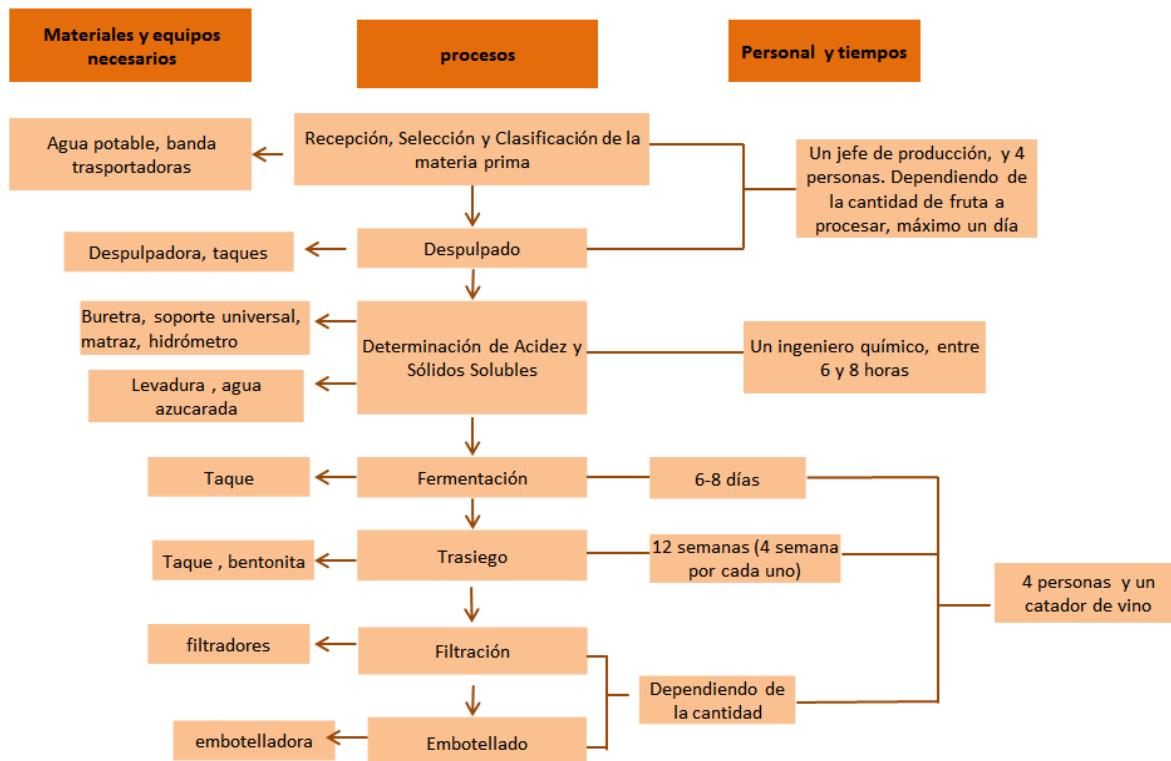 Materiales y equipos
necesarios
procesos
Personal y tiempos
Agua potable, banda
trasportadoras
Recepción, Selección y Clasificación de la
materia prima
Un jefe de producción, y 4
personas. Dependiendo de
la cantidad de fruta a
procesar, máximo un día
Despulpadora, taques
Despulpado
Buretra, soporte universal,
matraz, hidrómetro
Levadura , agua
azucarada
Determinación de Acidez y
Sólidos Solubles
Un ingeniero químico, entre
6 y 8 horas
Taque
Fermentación
6-8 días
Taque , bentonita
Trasiego
12 semanas (4 semana
por cada uno)
4 personas y un
catador de vino
filtradores
Filtración
Dependiendo de
la cantidad
embotelladora
Embotellado